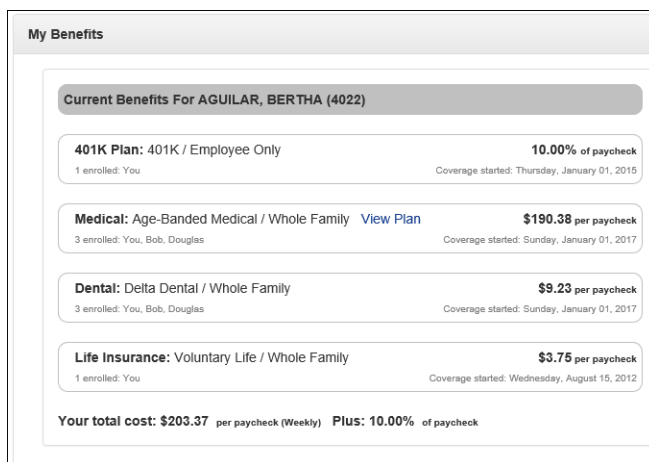 My Benefits
Current Benefits For AGUILAR, BERTHA (4022)
401K Plan: 401K / Employee Only 10.00% of paycheck
1 enrolled: You Coverage started: Thursday, January 01, 2015
Medical: Age-Banded Medical / Whole Family View Plan $190.38 per paycheck
3 enrolled: You, Bob, Douglas Coverage started: Sunday, January 01, 2017
Dental: Delta Dental / Whole Family $9.23 per paycheck
3 enrolled: You, Bob, Douglas Coverage started: Sunday, January 01, 2017
Life Insurance: Voluntary Life / Whole Family $3.75 per paycheck
1 enrolled: You Coverage started: Wednesday, August 15, 2012
Your total cost: $203.37 per paycheck (Weekly) Plus: 10.00% of paycheck